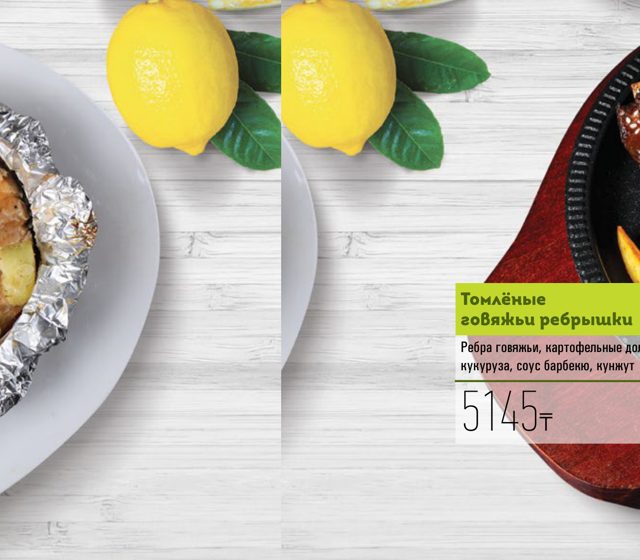 Томлёные
говяжьи ребрышки
Ребра говяжьи, картофельные
кукуруза, соус барбекю, кунжут
5145₸